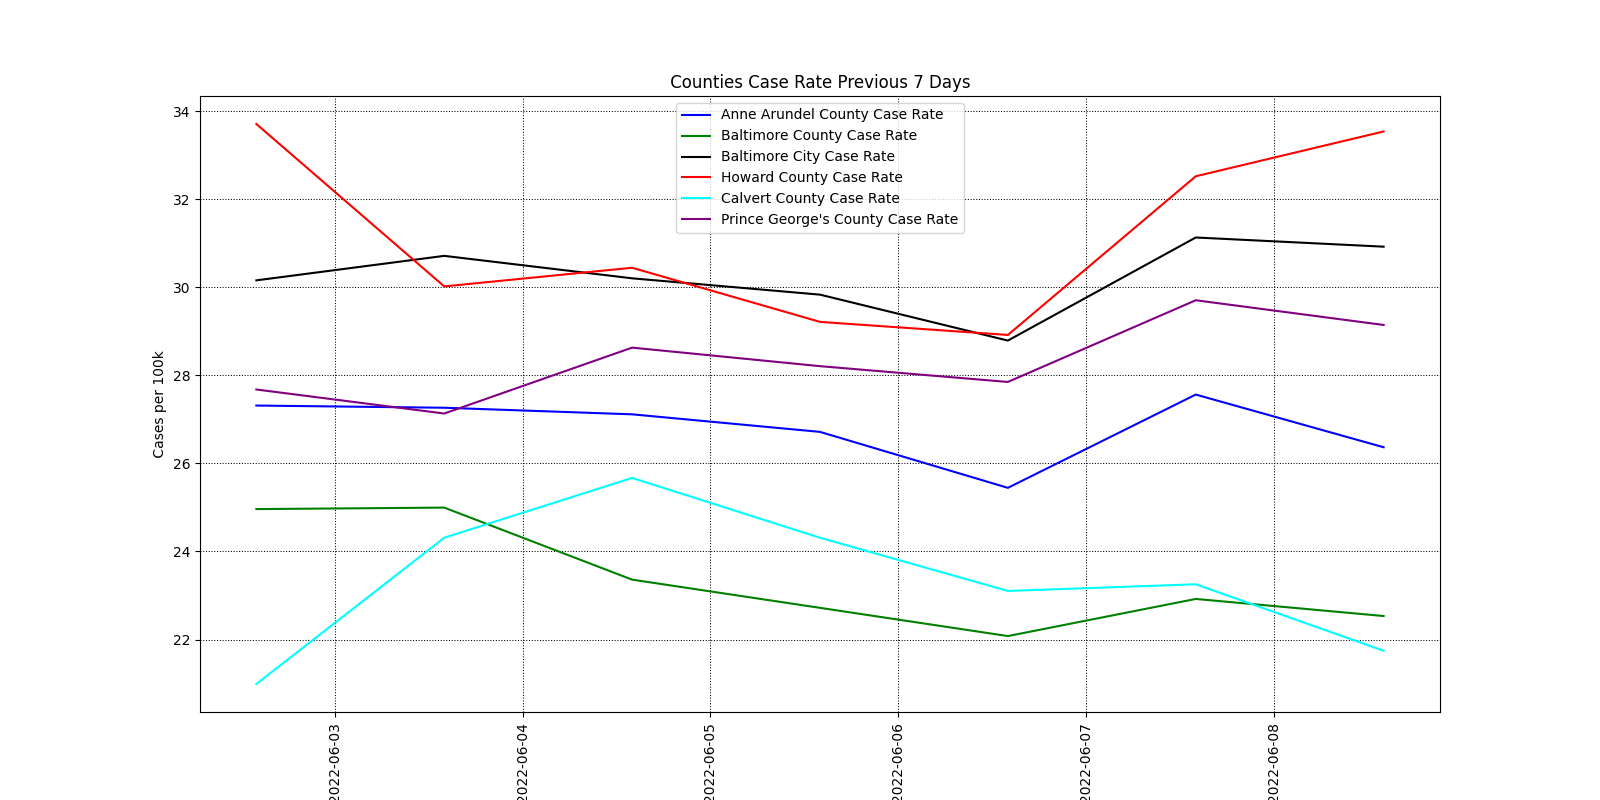 Counties Case Rate Previous 7 Days
34
32
30
28
26
24
22
Cases per 100k
Anne Arundel County Case Rate
Baltimore County Case Rate
Baltimore City Case Rate
Howard County Case Rate
Calvert County Case Rate
Prince George's County Case Rate
2022-06-03
2022-06-04
2022-06-05
2022-06-06
2022-06-07
2022-06-08